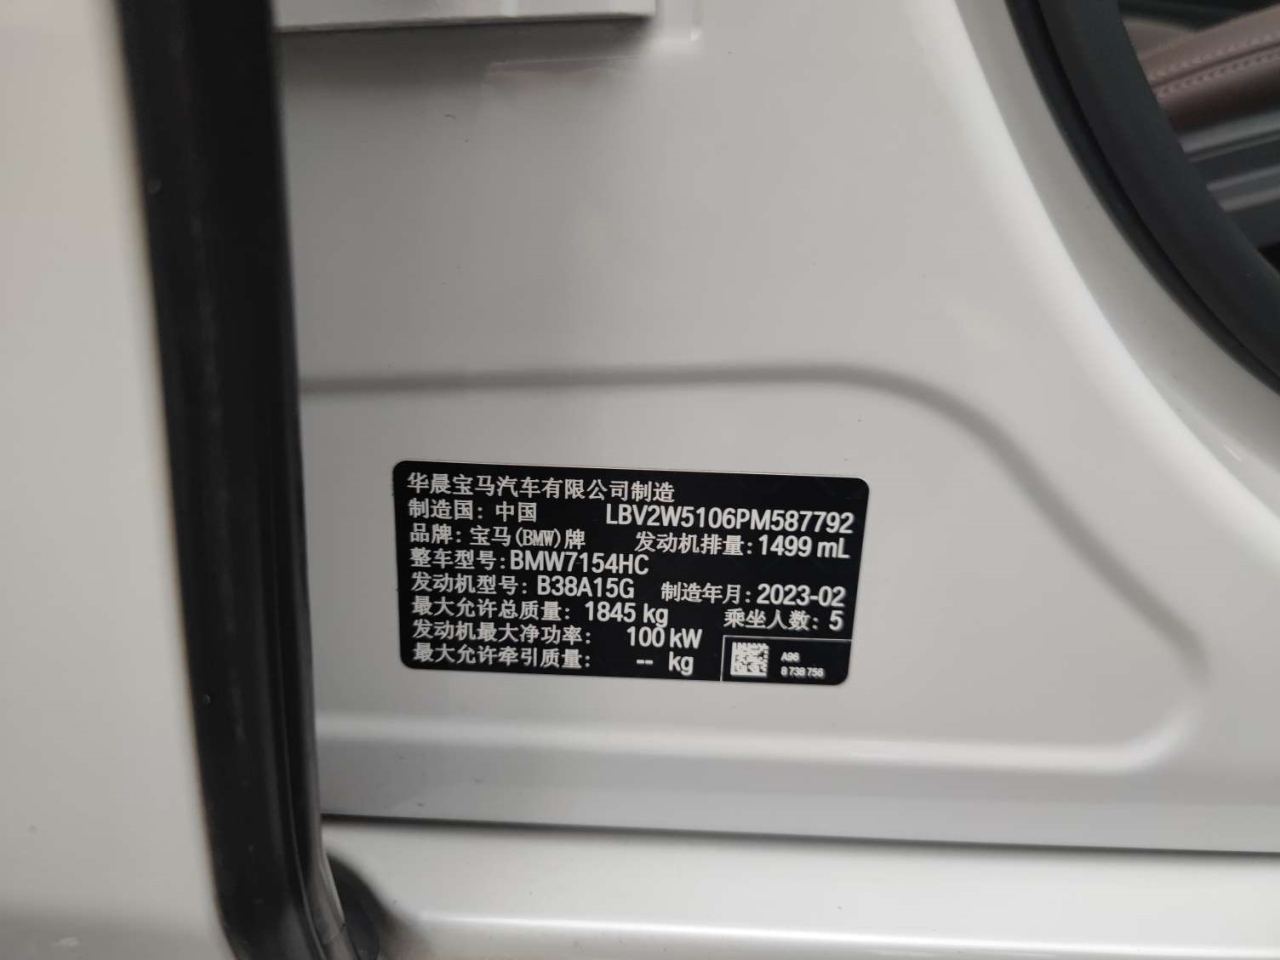 华晨宝马汽车有限公司制造
制造国: 中国 LBV2W5106PM587792
品牌: 宝马(BMW)牌 发动机排量: 1499 mL
整车型号: BMW7154HC
发动机型号: B38A15G 制造年月: 2023-02
最大允许总质量: 1845 kg 乘坐人数: 5
发动机最大净功率: 100 kW
最大允许牵引质量: -- kg
A96
8 738 756